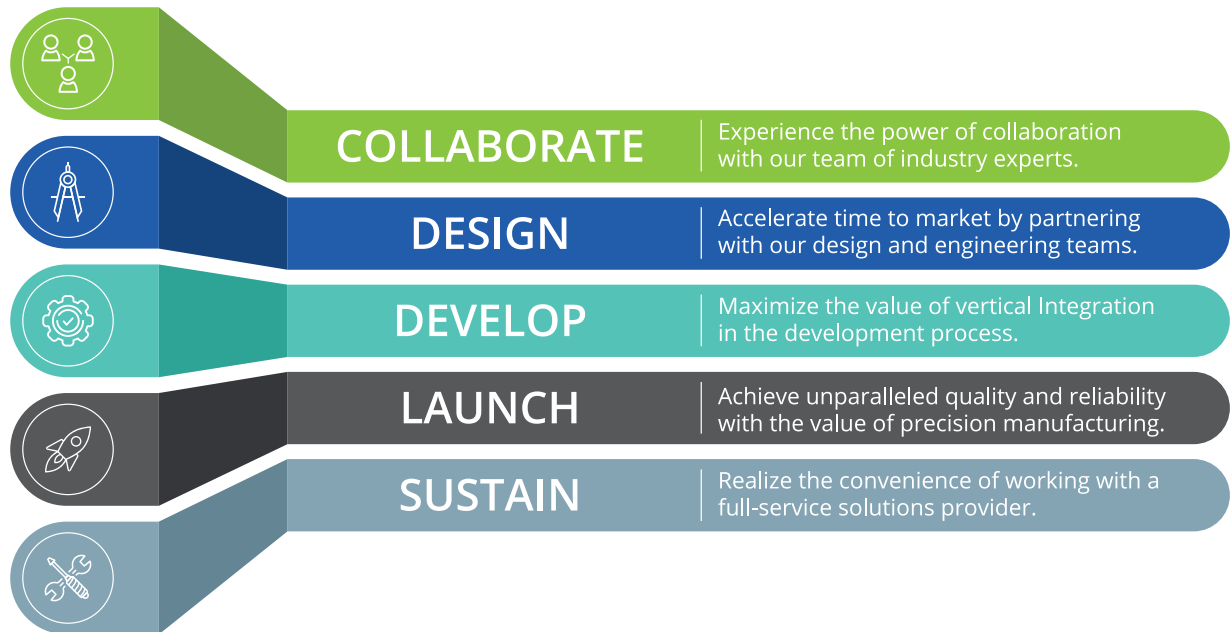 COLLABORATE
Experience the power of collaboration
with our team of industry experts.
DESIGN
Accelerate time to market by partnering
with our design and engineering teams.
DEVELOP
Maximize the value of vertical Integration
in the development process.
LAUNCH
Achieve unparalleled quality and reliability
with the value of precision manufacturing.
SUSTAIN
Realize the convenience of working with a
full-service solutions provider.